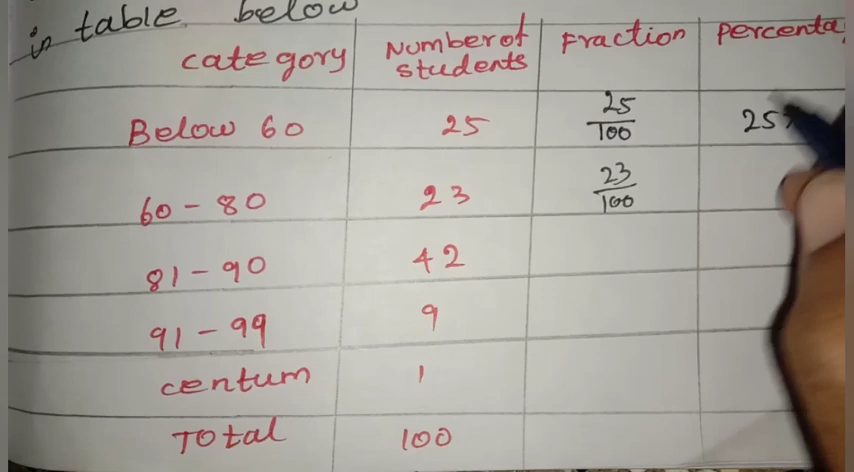 in table below
category Number of students Fraction Percenta
Below 60 25 25/100 25
60 - 80 23 23/100
81 - 90 42
91 - 99 9
centum 1
Total 100